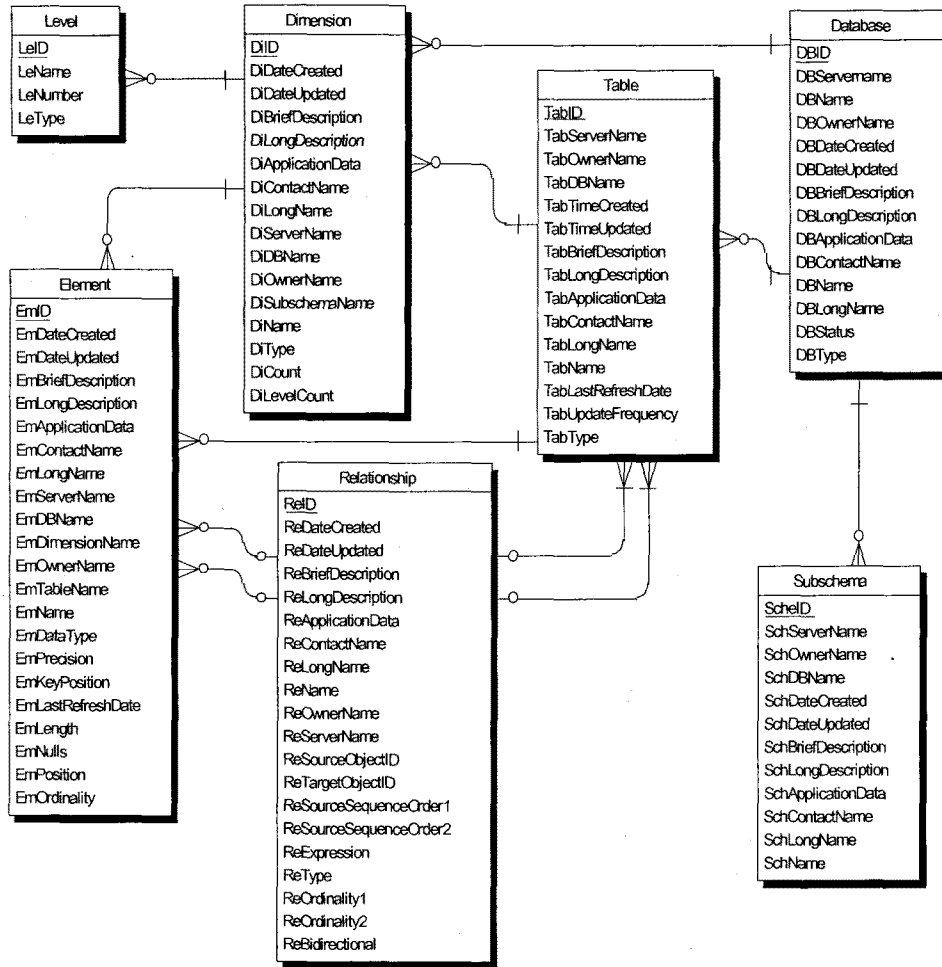 Level
LeID
LeName
LeNumber
LeType
Dimension
DiID
DiDateCreated
DiDateUpdated
DiBriefDescription
DiLongDescription
DiApplicationData
DiContactName
DiLongName
DiServerName
DiDBName
DiOwnerName
DiSubschemaName
DiName
DiType
DiCount
DiLevelCount
Database
DBID
DBServername
DBName
DBOwnerName
DBDateCreated
DBDateUpdated
DBBriefDescription
DBLongDescription
DBApplicationData
DBContactName
DBName
DBLongName
DBStatus
DBType
Table
TabID
TabServerName
TabOwnerName
TabDBName
TabTimeCreated
TabTimeUpdated
TabBriefDescription
TabLongDescription
TabApplicationData
TabContactName
TabLongName
TabName
TabLastRefreshDate
TabUpdateFrequency
TabType
Element
EmID
EmDateCreated
EmDateUpdated
EmBriefDescription
EmLongDescription
EmApplicationData
EmContactName
EmLongName
EmServerName
EmDBName
EmDimensionName
EmOwnerName
EmTableName
EmName
EmDataType
EmPrecision
EmKeyPosition
EmLastRefreshDate
EmLength
EmNulls
EmPosition
EmOrdinality
Relationship
ReID
ReDateCreated
ReDateUpdated
ReBriefDescription
ReLongDescription
ReApplicationData
ReContactName
ReLongName
ReName
ReOwnerName
ReServerName
ReSourceObjectID
ReTargetObjectID
ReSourceSequenceOrder1
ReSourceSequenceOrder2
ReExpression
ReType
ReOrdinality1
ReOrdinality2
ReBidirectional
Subschema
ScheID
SchServerName
SchOwnerName
SchDBName
SchDateCreated
SchDateUpdated
SchBriefDescription
SchLongDescription
SchApplicationData
SchContactName
SchLongName
SchName